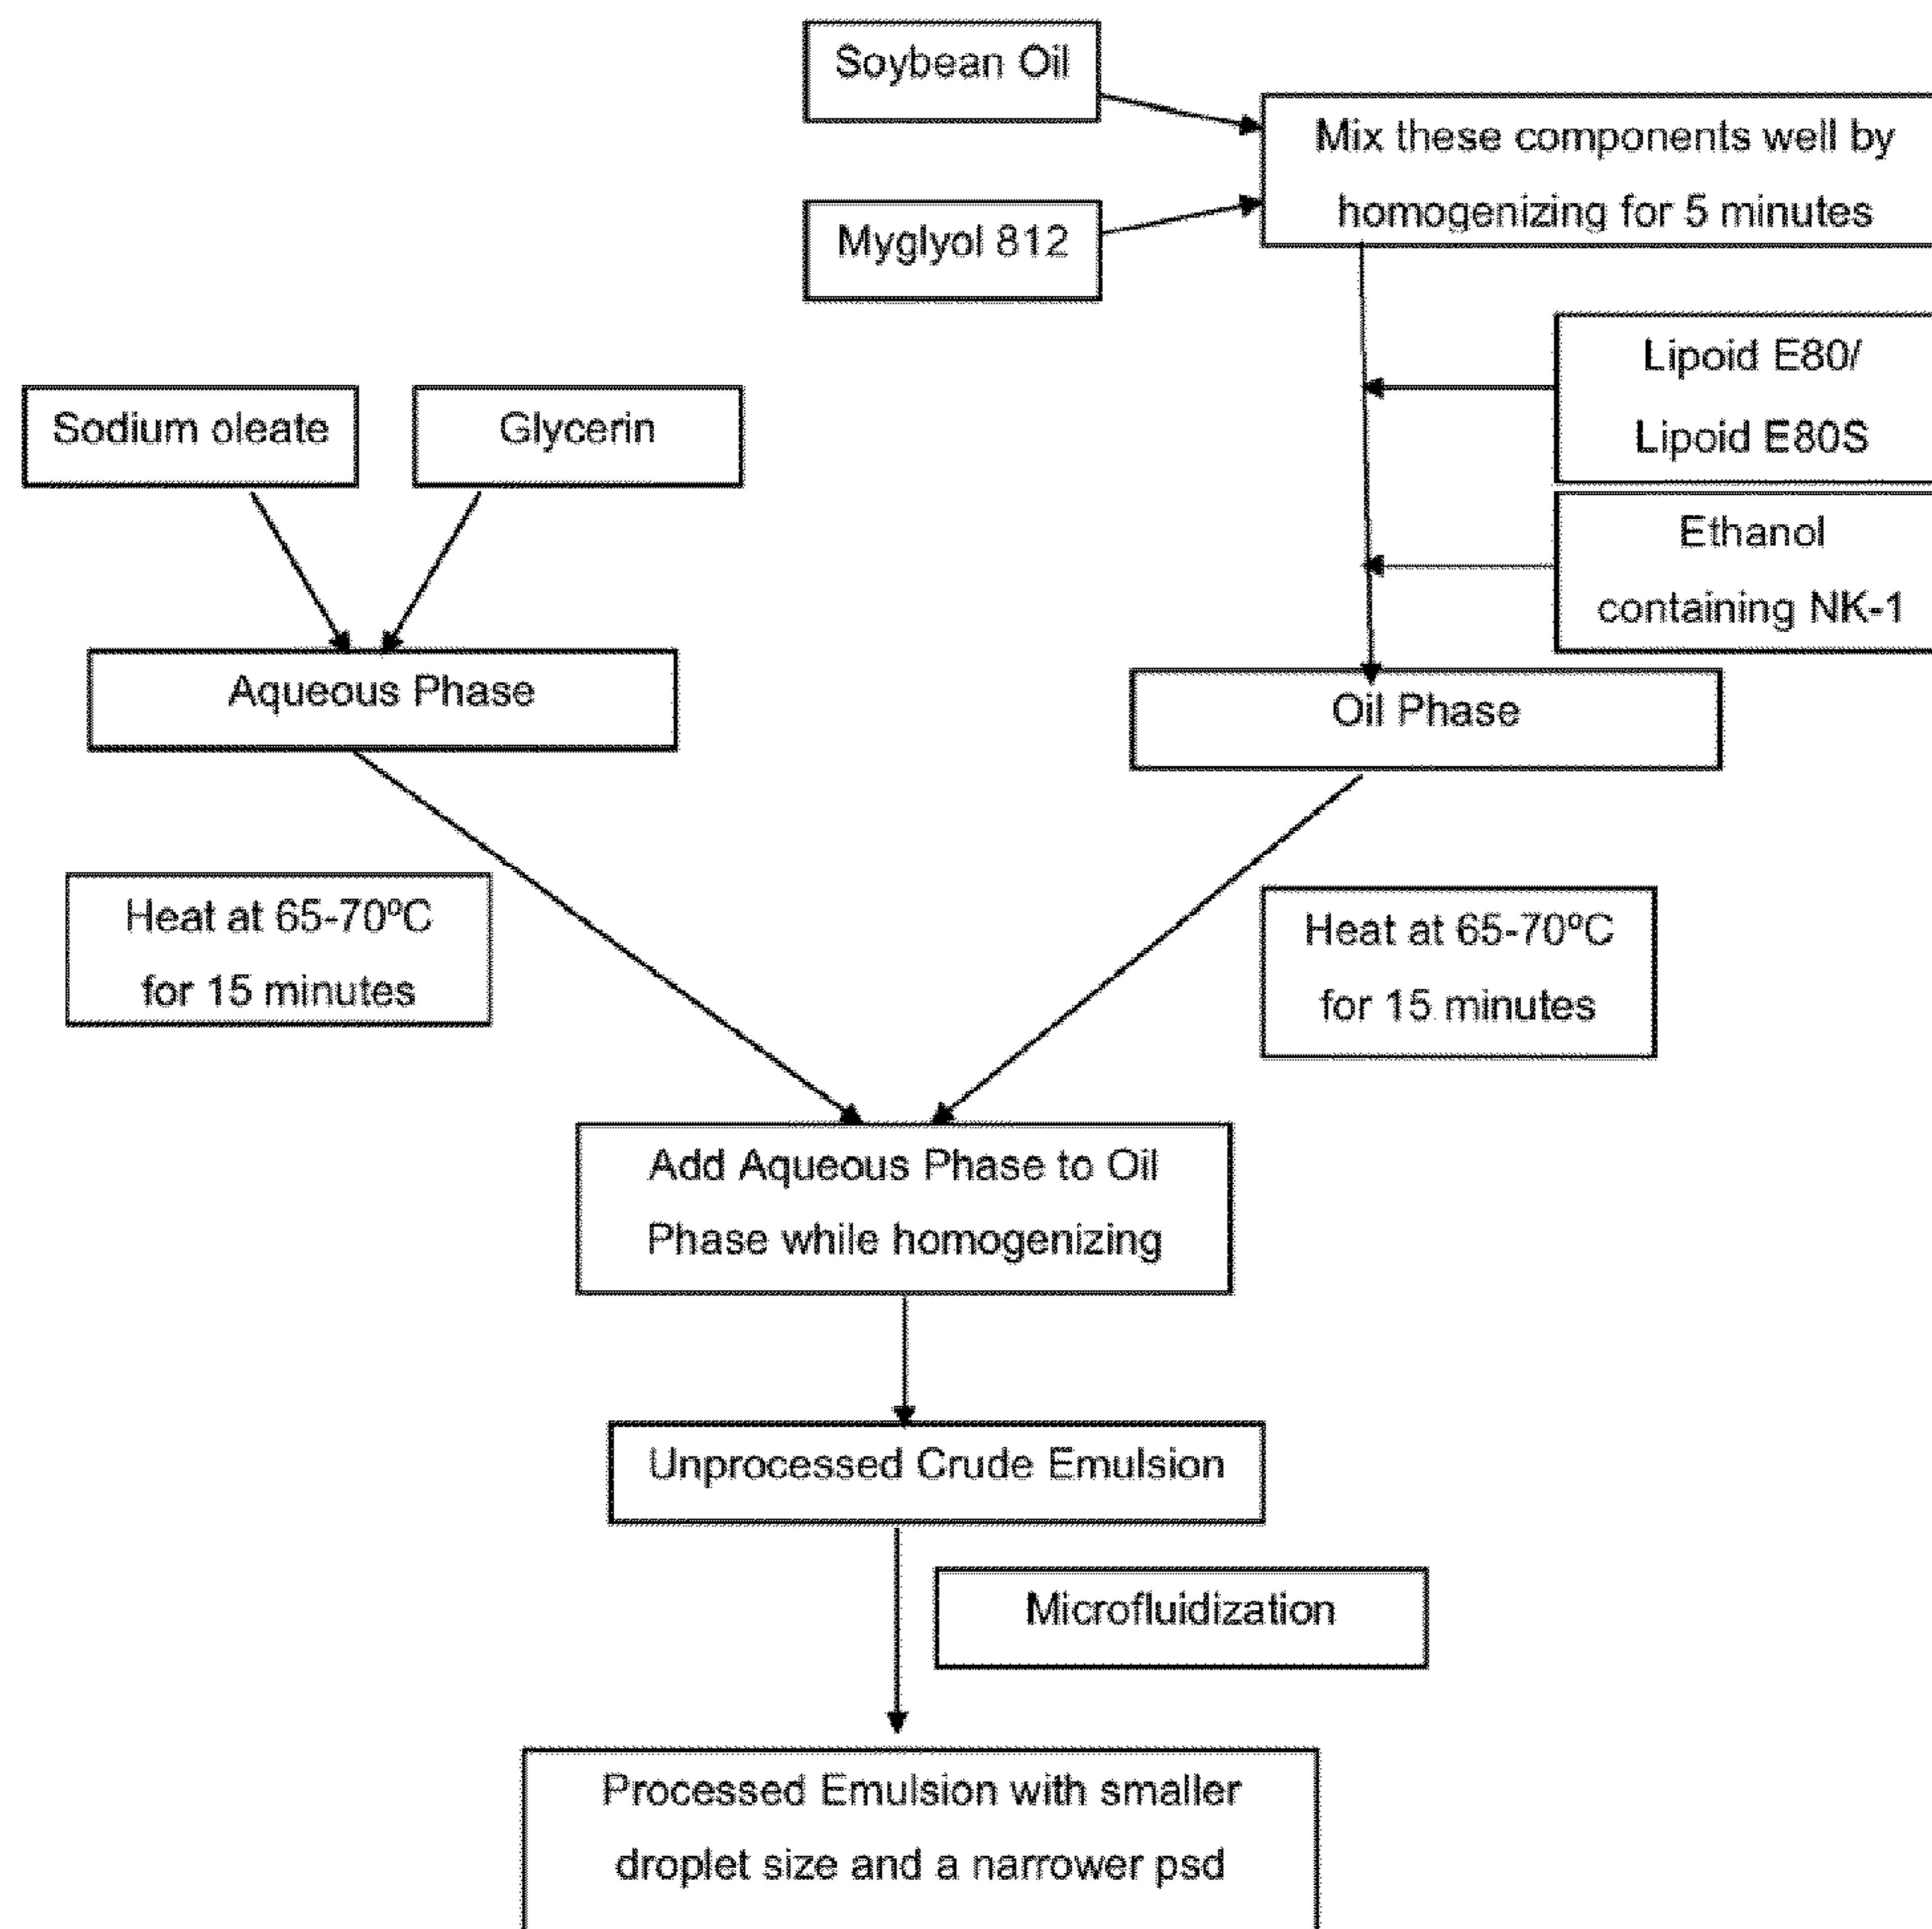 Soybean Oil
Mix these components well by
homogenizing for 5 minutes
Myglyol 812
Lipoid E80/
Lipoid E80S
Sodium oleate
Glycerin
Ethanol
containing NK-1
Aqueous Phase
Oil Phase
Heat at 65-70ºC
for 15 minutes
Heat at 65-70ºC
for 15 minutes
Add Aqueous Phase to Oil
Phase while homogenizing
Unprocessed Crude Emulsion
Microfluidization
Processed Emulsion with smaller
droplet size and a narrower psd